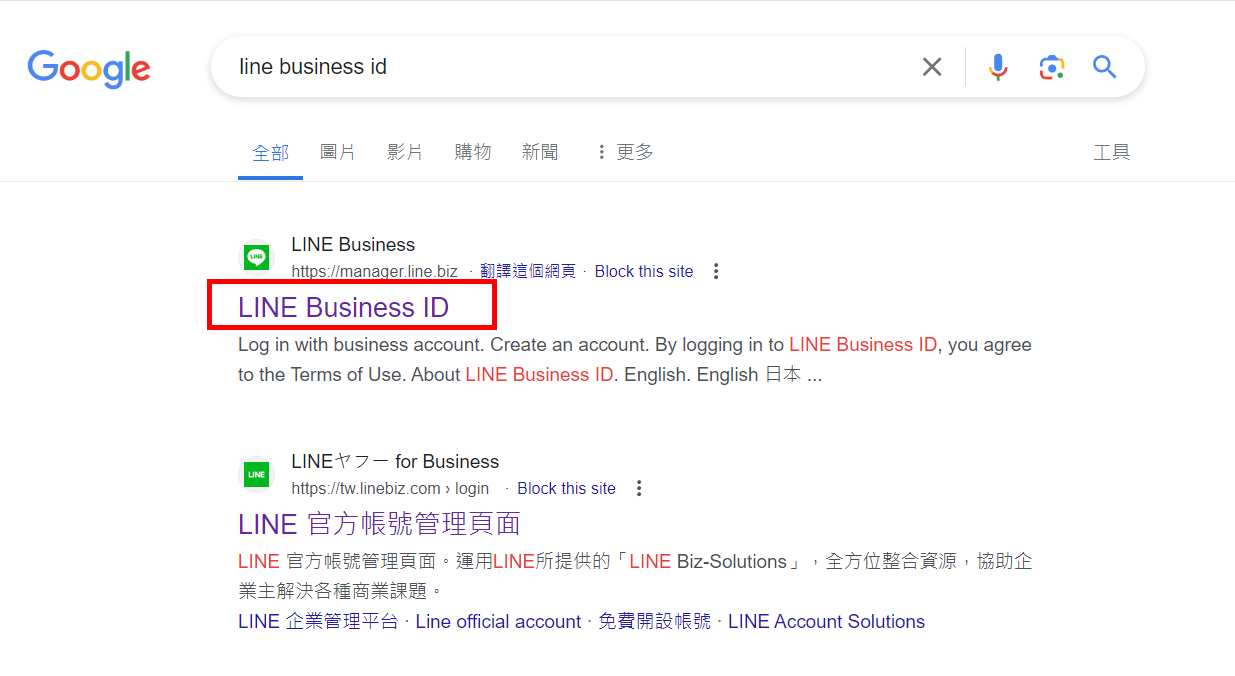 Google
line business id
全部 圖片 影片 購物 新聞 更多 工具
LINE
LINE Business
https://manager.line.biz · 翻譯這個網頁 · Block this site
LINE Business ID
Log in with business account. Create an account. By logging in to LINE Business ID, you agree
to the Terms of Use. About LINE Business ID. English. English 日本 ...
LINE
LINEヤフー for Business
https://tw.linebiz.com › login · Block this site
LINE 官方帳號管理頁面
LINE 官方帳號管理頁面。運用LINE所提供的「LINE Biz-Solutions」，全方位整合資源，協助企
業主解決各種商業課題。
LINE 企業管理平台 · Line official account · 免費開設帳號 · LINE Account Solutions